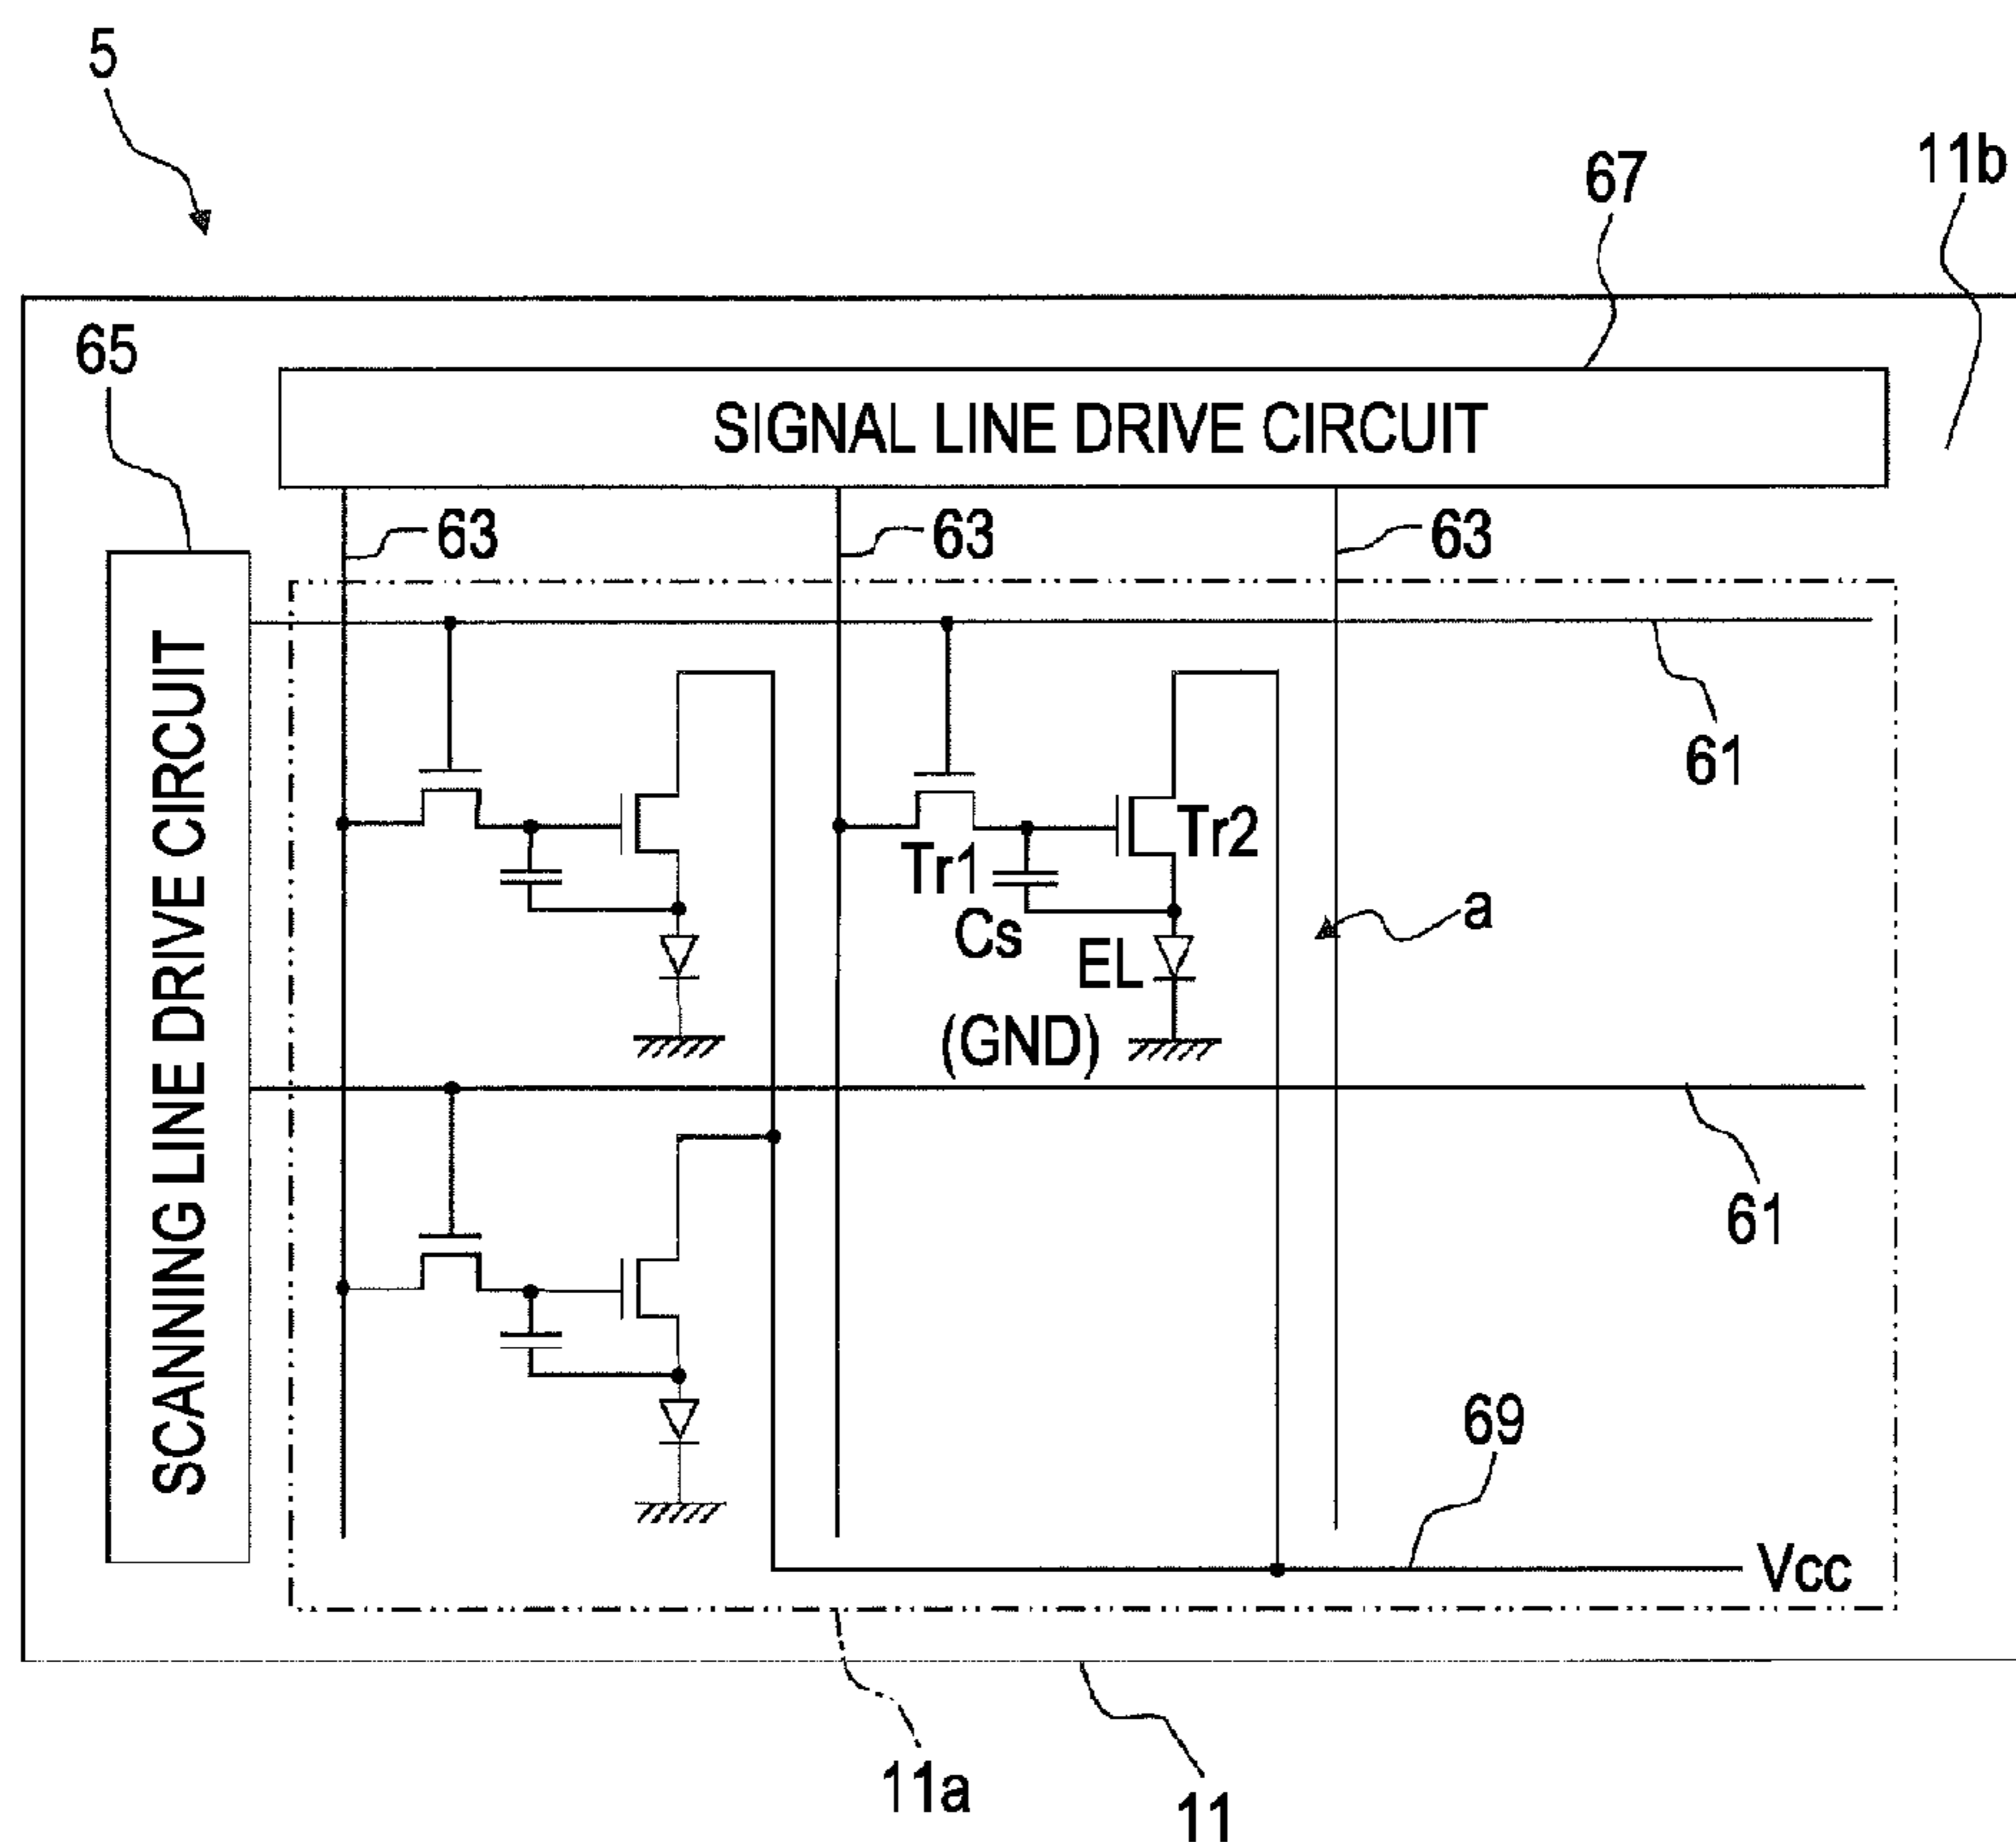 5
67
11b
65
SIGNAL LINE DRIVE CIRCUIT
63
63
63
SCANNING LINE DRIVE CIRCUIT
61
Tr1
Tr2
Cs
a
EL
(GND)
61
69
Vcc
11a
11